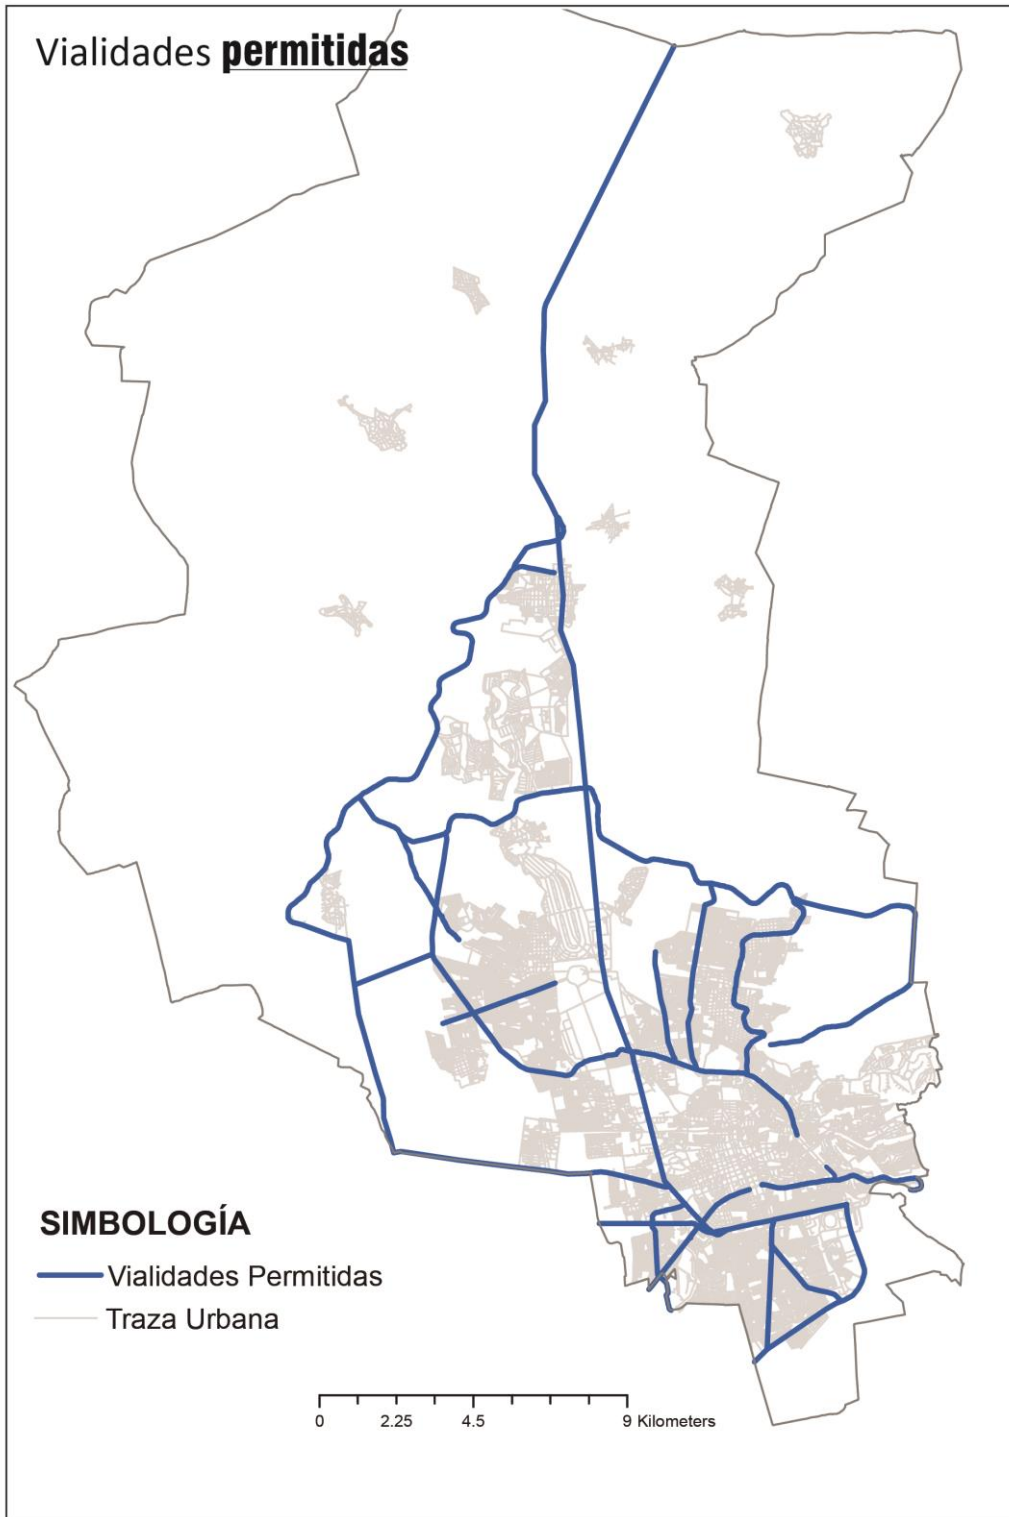 Vialidades permitidas
SIMBOLOGÍA
Vialidades Permitidas
Traza Urbana
0 2.25 4.5 9 Kilometers